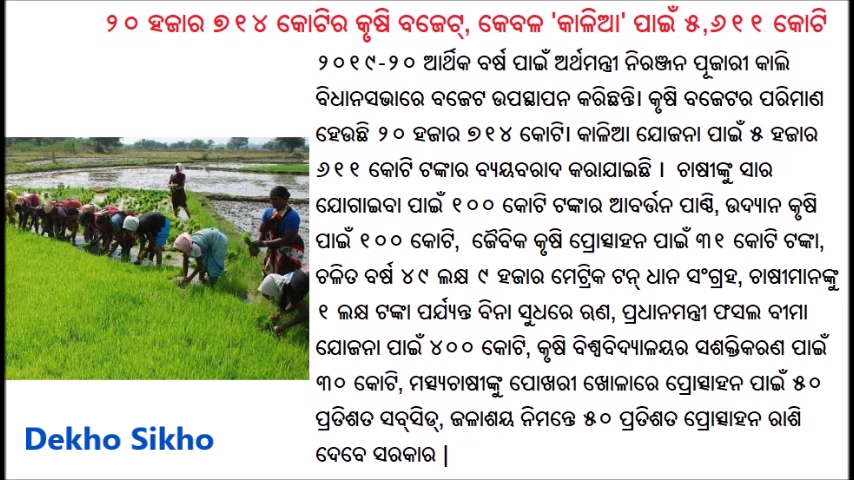 ୨୦ ହଜାର ୭୧୪ କୋଟିର କୃଷି ବଜେଟ୍, କେବଳ 'କାଳିଆ' ପାଇଁ ୫,୬୧୧ କୋଟି
୨୦୧୯-୨୦ ଆର୍ଥିକ ବର୍ଷ ପାଇଁ ଅର୍ଥମନ୍ତ୍ରୀ ନିରଞ୍ଜନ ପୂଜାରୀ କାଲି
ବିଧାନସଭାରେ ବଜେଟ ଉପସ୍ଥାପନ କରିଛନ୍ତି। କୃଷି ବଜେଟର ପରିମାଣ
ହେଉଛି ୨୦ ହଜାର ୭୧୪ କୋଟି। କାଳିଆ ଯୋଜନା ପାଇଁ ୫ ହଜାର
୬୧୧ କୋଟି ଟଙ୍କାର ବ୍ୟୟବରାଦ କରାଯାଇଛି । ଚାଷୀଙ୍କୁ ସାର
ଯୋଗାଇବା ପାଇଁ ୧୦୦ କୋଟି ଟଙ୍କାର ଆବର୍ତ୍ତନ ପାଣ୍ଠି, ଉଦ୍ୟାନ କୃଷି
ପାଇଁ ୧୦୦ କୋଟି, ଜୈବିକ କୃଷି ପ୍ରୋତ୍ସାହନ ପାଇଁ ୩୧ କୋଟି ଟଙ୍କା,
ଚଳିତ ବର୍ଷ ୪୯ ଲକ୍ଷ ୯ ହଜାର ମେଟ୍ରିକ ଟନ୍ ଧାନ ସଂଗ୍ରହ, ଚାଷୀମାନଙ୍କୁ
୧ ଲକ୍ଷ ଟଙ୍କା ପର୍ଯ୍ୟନ୍ତ ବିନା ସୁଧରେ ଋଣ, ପ୍ରଧାନମନ୍ତ୍ରୀ ଫସଲ ବୀମା
ଯୋଜନା ପାଇଁ ୪୦୦ କୋଟି, କୃଷି ବିଶ୍ୱବିଦ୍ୟାଳୟର ସଶକ୍ତିକରଣ ପାଇଁ
୩୦ କୋଟି, ମତ୍ସ୍ୟଚାଷୀଙ୍କୁ ପୋଖରୀ ଖୋଳାରେ ପ୍ରୋତ୍ସାହନ ପାଇଁ ୫୦
ପ୍ରତିଶତ ସବ୍‌ସିଡ୍, ଜଳାଶୟ ନିମନ୍ତେ ୫୦ ପ୍ରତିଶତ ପ୍ରୋତ୍ସାହନ ରାଶି
ଦେବେ ସରକାର |
Dekho Sikho